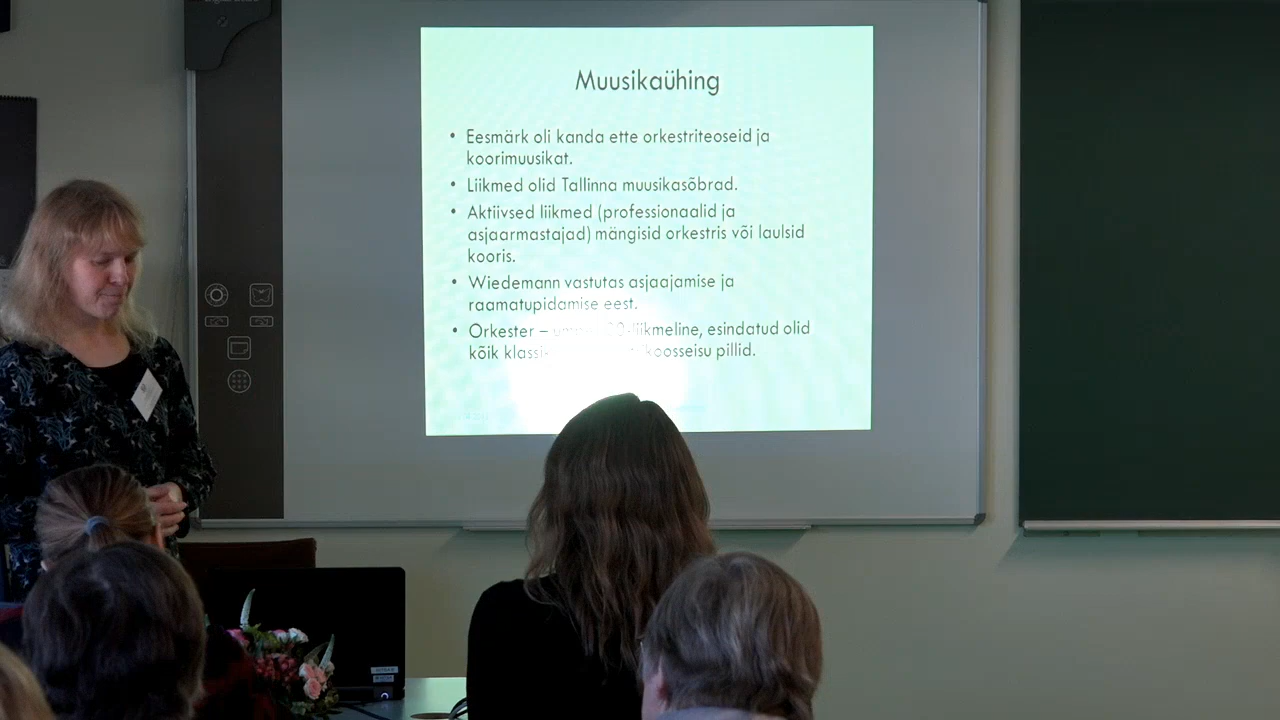 Muusikaühing
• Eesmärk oli kanda ette orkestriteoseid ja
koorimuusikat.
• Liikmed olid Tallinna muusikasõbrad.
• Aktiivsed liikmed (professionaalid ja
asjaarmastajad) mängisid orkestris või laulsid
kooris.
• Wiedemann vastutas asjaajamise ja
raamatupidamise eest.
• Orkester – liikmeline, esindatud olid
kõik koosseisu pillid.